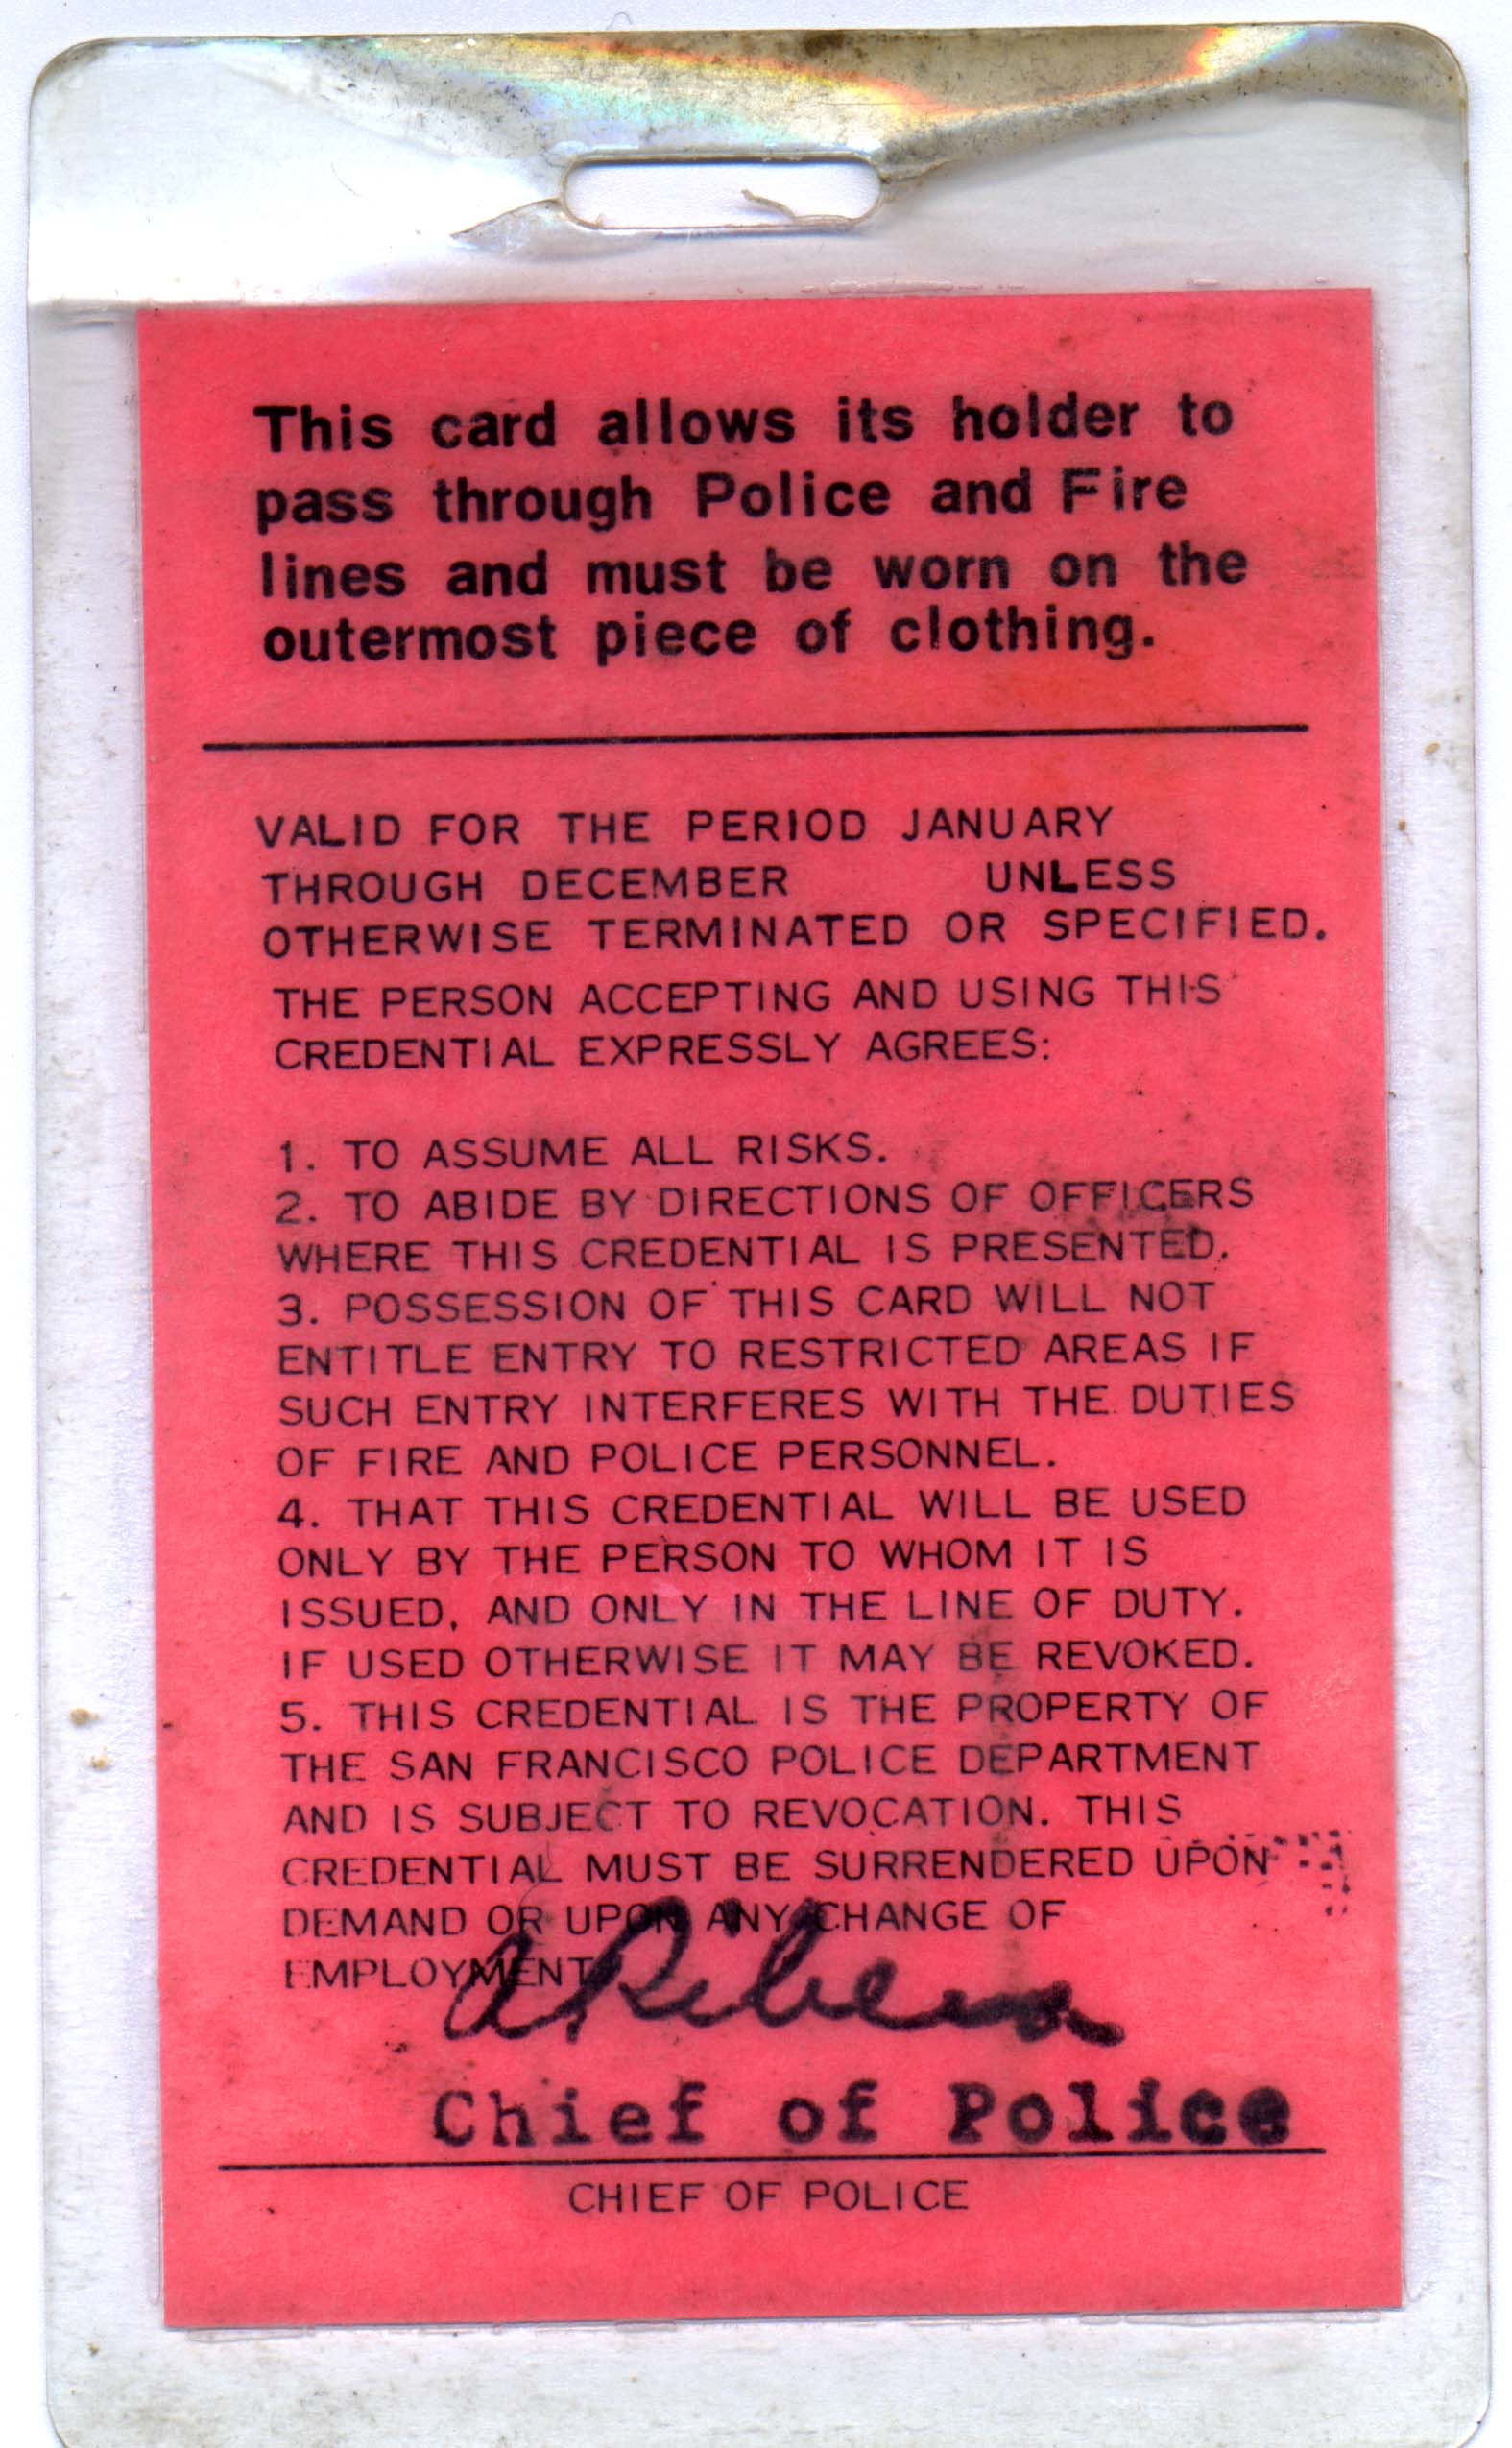 This card allows its holder to
pass through Police and Fire
lines and must be worn on the
outermost piece of clothing.
VALID FOR THE PERIOD JANUARY
THROUGH DECEMBER UNLESS
OTHERWISE TERMINATED OR SPECIFIED.
THE PERSON ACCEPTING AND USING THIS
CREDENTIAL EXPRESSLY AGREES:
1. TO ASSUME ALL RISKS.
2. TO ABIDE BY DIRECTIONS OF OFFICERS
WHERE THIS CREDENTIAL IS PRESENTED.
3. POSSESSION OF THIS CARD WILL NOT
ENTITLE ENTRY TO RESTRICTED AREAS IF
SUCH ENTRY INTERFERES WITH THE DUTIES
OF FIRE AND POLICE PERSONNEL.
4. THAT THIS CREDENTIAL WILL BE USED
ONLY BY THE PERSON TO WHOM IT IS
ISSUED, AND ONLY IN THE LINE OF DUTY.
IF USED OTHERWISE IT MAY BE REVOKED.
5. THIS CREDENTIAL IS THE PROPERTY OF
THE SAN FRANCISCO POLICE DEPARTMENT
AND IS SUBJECT TO REVOCATION. THIS
CREDENTIAL MUST BE SURRENDERED UPON
DEMAND OR UPON ANY CHANGE OF
EMPLOYMENT
Chief of Police
CHIEF OF POLICE